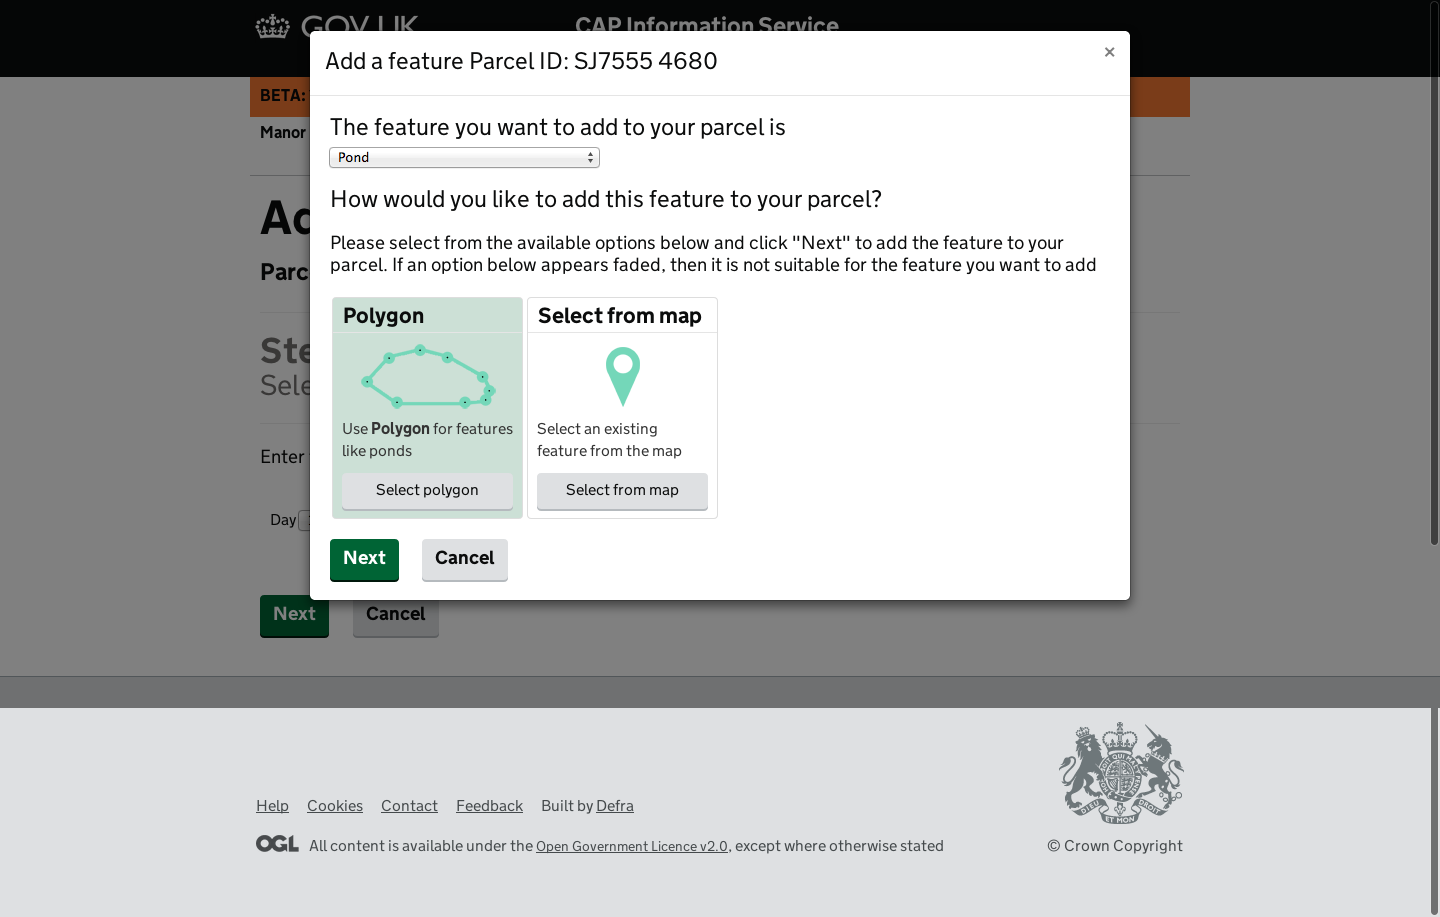 GOV.UK
CAP Information Service
Add a feature Parcel ID: SJ7555 4680
×
BETA:
Manor
The feature you want to add to your parcel is
Pond
How would you like to add this feature to your parcel?
Please select from the available options below and click "Next" to add the feature to your
parcel. If an option below appears faded, then it is not suitable for the feature you want to add
Polygon
Select from map
Use Polygon for features
like ponds
Select an existing
feature from the map
Select polygon
Select from map
Next
Cancel
Enter
Day
Next
Cancel
Help
Cookies
Contact
Feedback
Built by Defra
OGL
All content is available under the Open Government Licence v2.0, except where otherwise stated
DIEU ET MON DROIT
© Crown Copyright